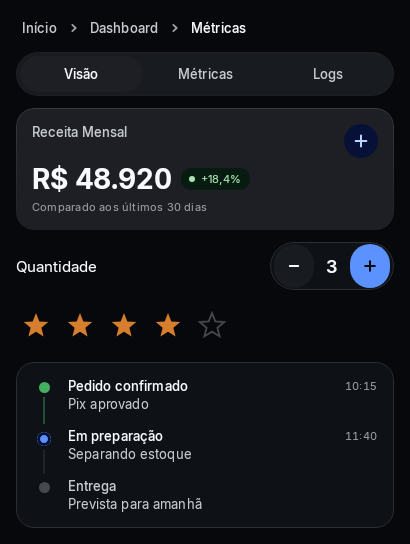 Início > Dashboard > Métricas
Visão Métricas Logs
Receita Mensal
R$ 48.920 +18,4%
Comparado aos últimos 30 dias
Quantidade − 3 +
Pedido confirmado 10:15
Pix aprovado
Em preparação 11:40
Separando estoque
Entrega
Prevista para amanhã